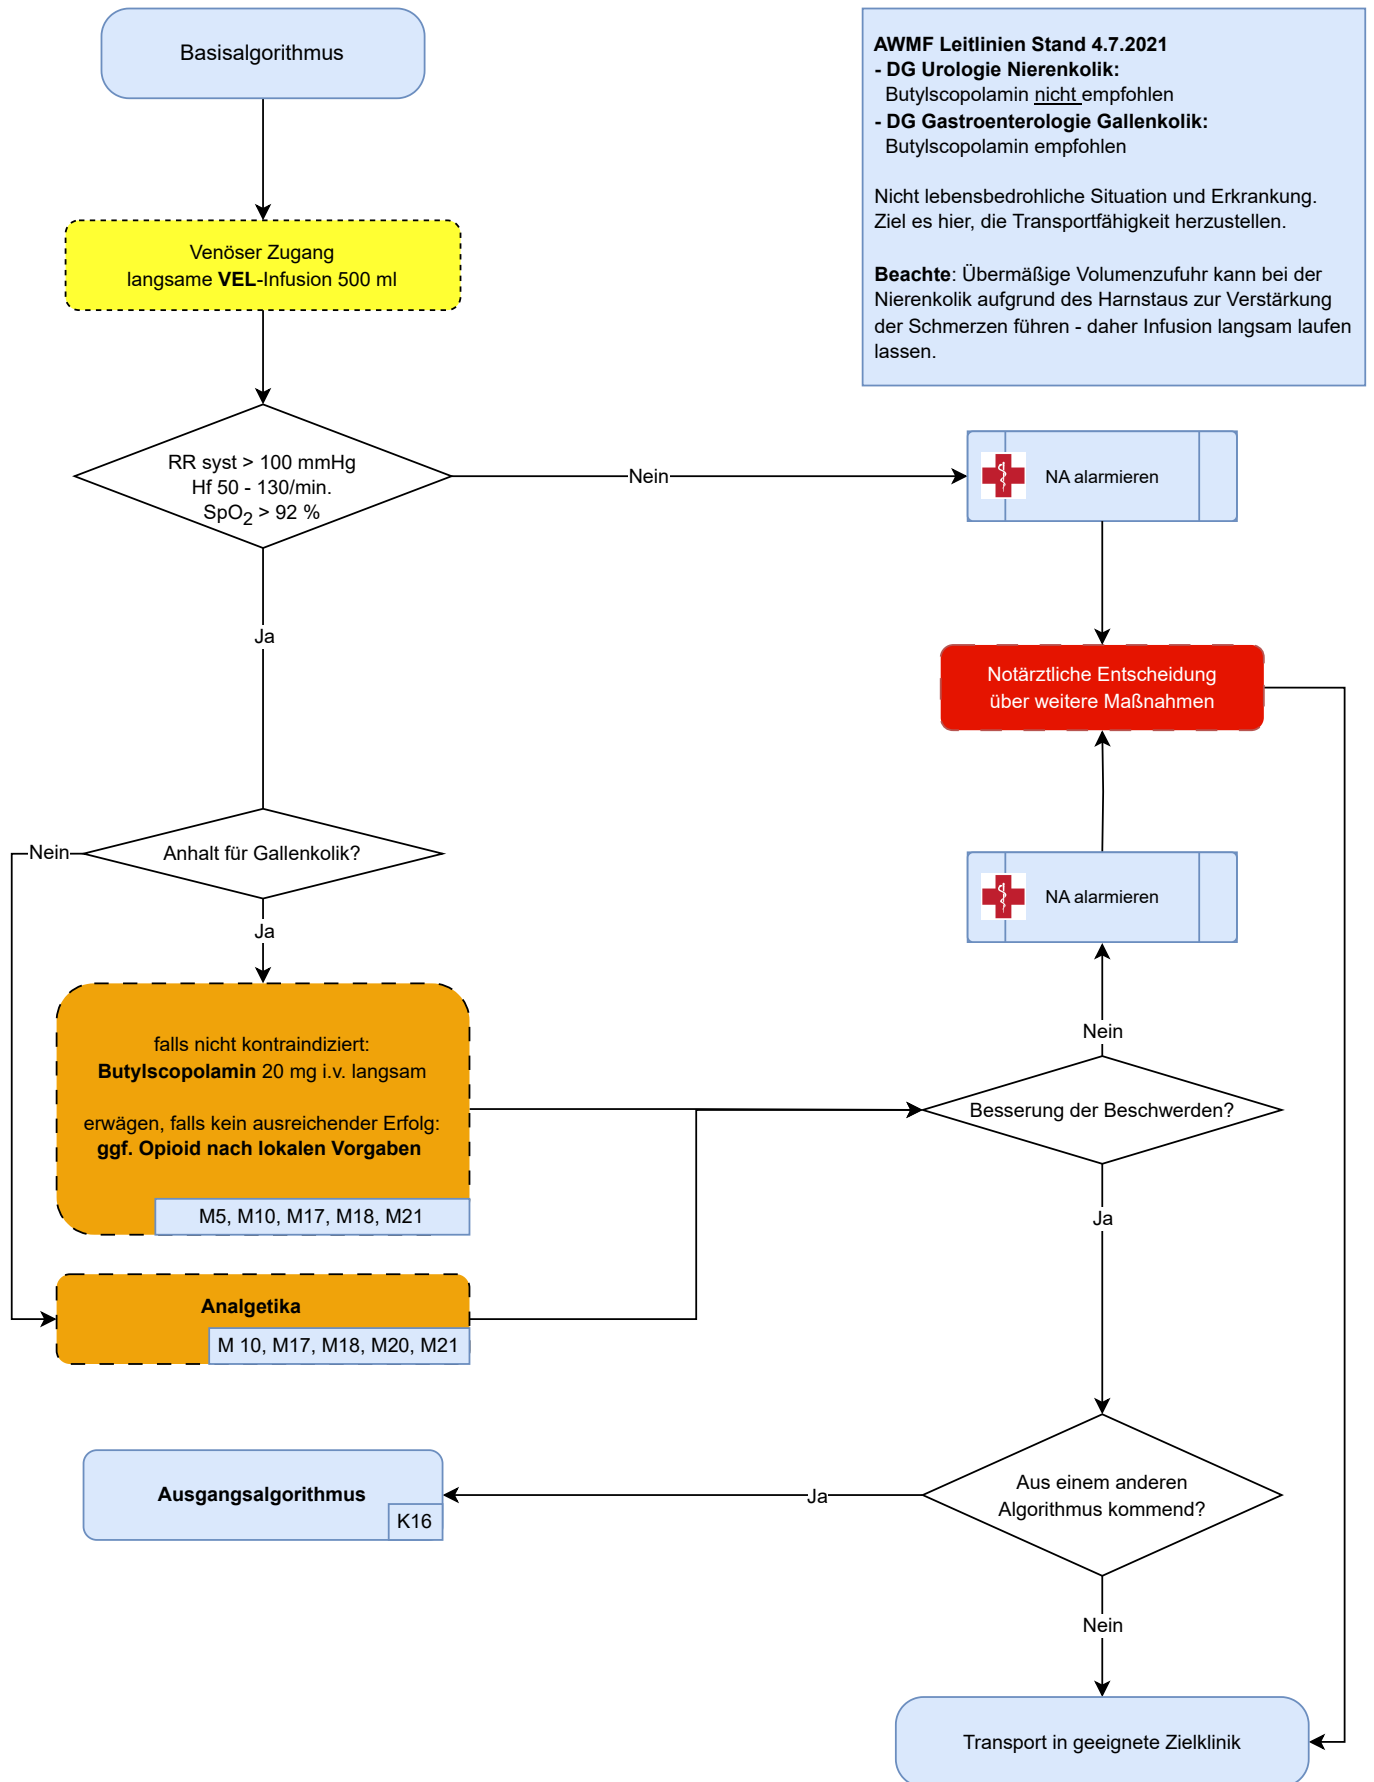 Basisalgorithmus
AWMF Leitlinien Stand 4.7.2021
- DG Urologie Nierenkolik:
Butylscopolamin nicht empfohlen
- DG Gastroenterologie Gallenkolik:
Butylscopolamin empfohlen
Nicht lebensbedrohliche Situation und Erkrankung.
Ziel es hier, die Transportfähigkeit herzustellen.
Beachte: Übermäßige Volumenzufuhr kann bei der
Nierenkolik aufgrund des Harnstaus zur Verstärkung
der Schmerzen führen - daher Infusion langsam laufen
lassen.
Venöser Zugang
langsame VEL-Infusion 500 ml
RR syst > 100 mmHg
Hf 50 - 130/min.
SpO2 > 92 %
Nein
NA alarmieren
Ja
Notärztliche Entscheidung
über weitere Maßnahmen
Nein
Anhalt für Gallenkolik?
NA alarmieren
Ja
falls nicht kontraindiziert:
Butylscopolamin 20 mg i.v. langsam
erwägen, falls kein ausreichender Erfolg:
ggf. Opioid nach lokalen Vorgaben
M5, M10, M17, M18, M21
Nein
Besserung der Beschwerden?
Ja
Analgetika
M 10, M17, M18, M20, M21
Ausgangsalgorithmus
K16
Ja
Aus einem anderen
Algorithmus kommend?
Nein
Transport in geeignete Zielklinik